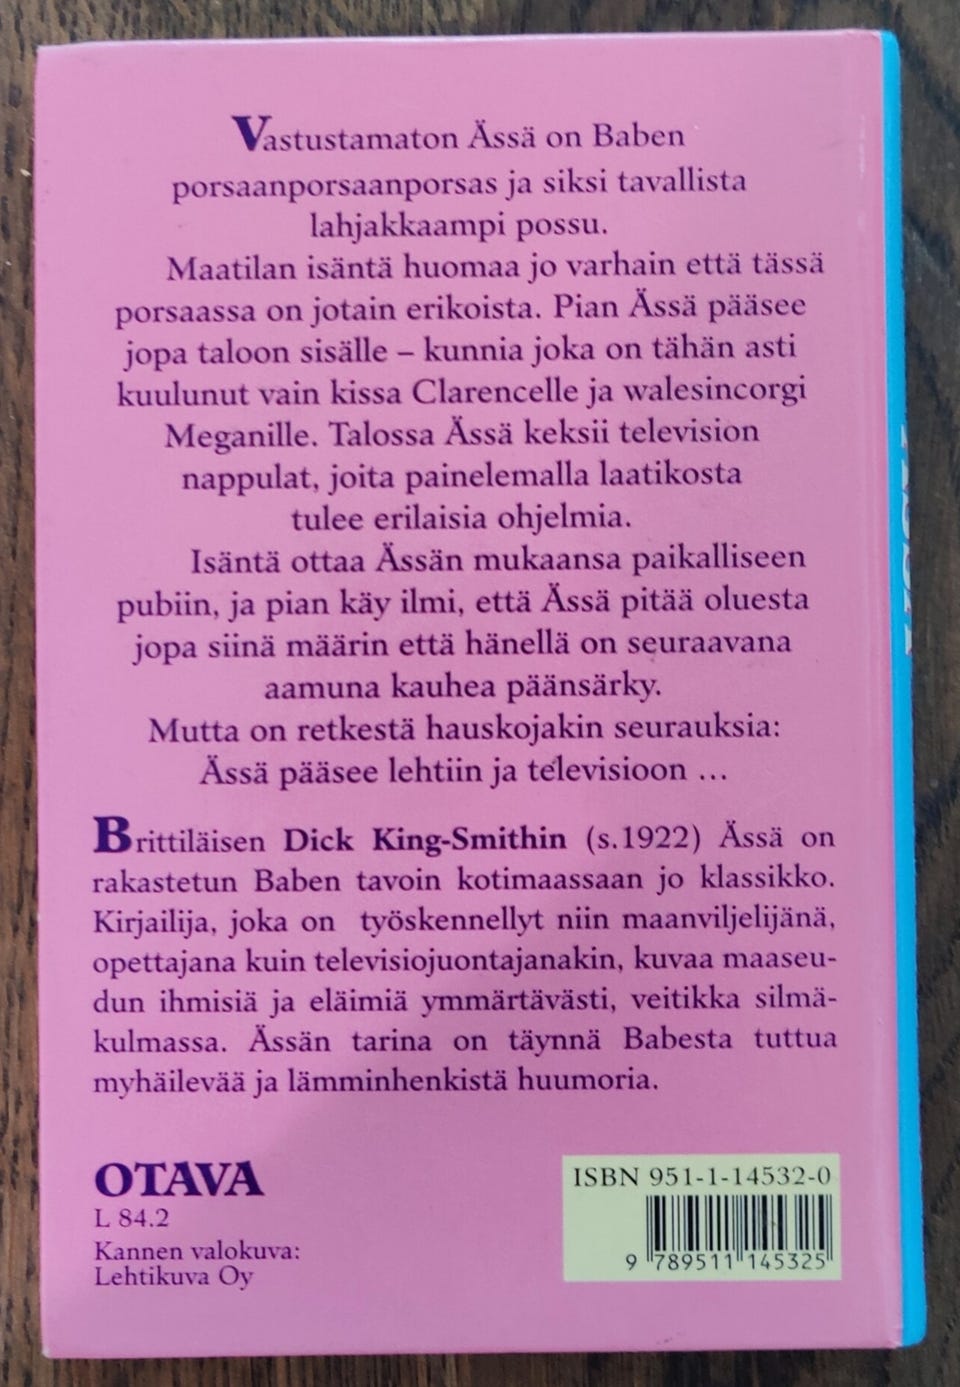 Vastustamaton Ässä on Baben
porsaanporsaanporsas ja siksi tavallista
lahjakkaampi possu.
Maatilan isäntä huomaa jo varhain että tässä
porsaassa on jotain erikoista. Pian Ässä pääsee
jopa taloon sisälle – kunnia joka on tähän asti
kuulunut vain kissa Clarencelle ja walesincorgi
Meganille. Talossa Ässä keksii television
nappulat, joita painelemalla laatikosta
tulee erilaisia ohjelmia.
Isäntä ottaa Ässän mukaansa paikalliseen
pubiin, ja pian käy ilmi, että Ässä pitää oluesta
jopa siinä määrin että hänellä on seuraavana
aamuna kauhea päänsärky.
Mutta on retkestä hauskojakin seurauksia:
Ässä pääsee lehtiin ja televisioon ...
Brittiläisen Dick King-Smithin (s.1922) Ässä on
rakastetun Baben tavoin kotimaassaan jo klassikko.
Kirjailija, joka on työskennellyt niin maanviljelijänä,
opettajana kuin televisiojuontajanakin, kuvaa maaseu-
dun ihmisiä ja eläimiä ymmärtävästi, veitikka silmä-
kulmassa. Ässän tarina on täynnä Babesta tuttua
myhäilevää ja lämminhenkistä huumoria.
OTAVA
L 84.2
Kannen valokuva:
Lehtikuva Oy
ISBN 951-1-14532-0
9 789511 145325